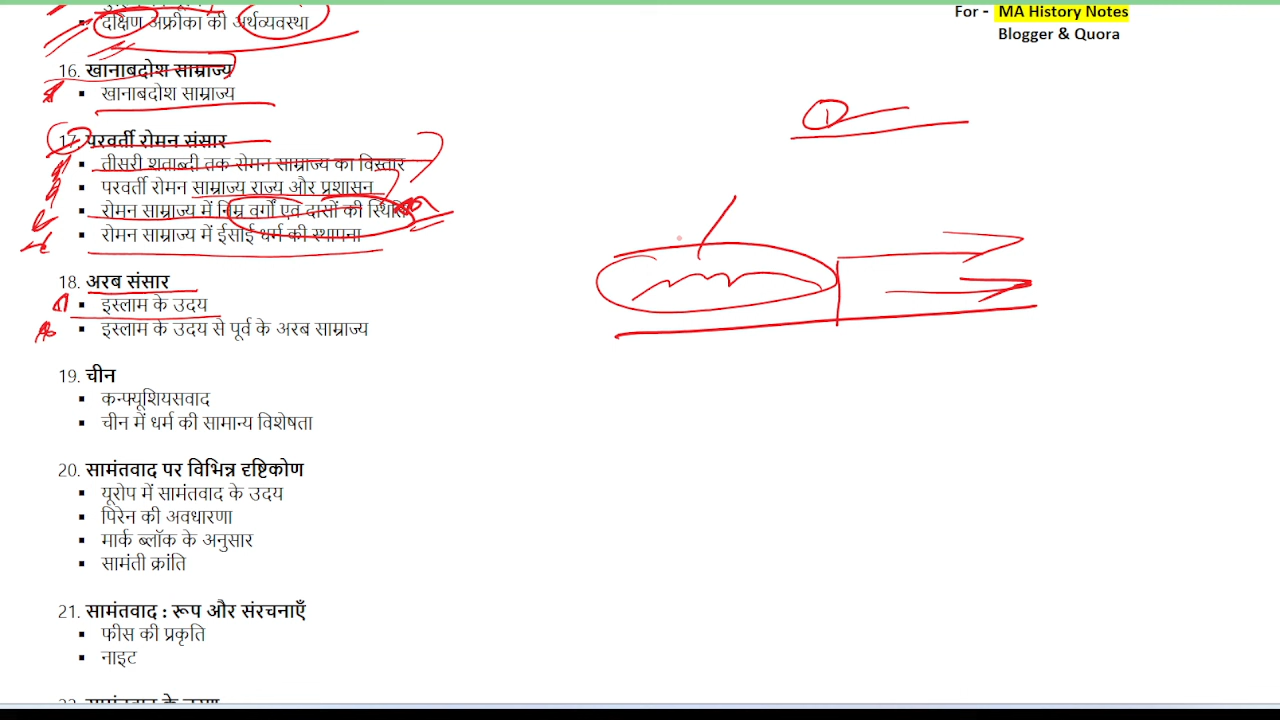 दक्षिण अफ्रीका की अर्थव्यवस्था
For - MA History Notes
Blogger & Quora
16. खानाबदोश साम्राज्य
▪ खानाबदोश साम्राज्य
1
17. परवर्ती रोमन संसार
▪ तीसरी शताब्दी तक रोमन साम्राज्य का विस्तार
▪ परवर्ती रोमन साम्राज्य राज्य और प्रशासन
▪ रोमन साम्राज्य में निम्न वर्गों एवं दासों की स्थिति
▪ रोमन साम्राज्य में ईसाई धर्म की स्थापना
18. अरब संसार
▪ इस्लाम के उदय
▪ इस्लाम के उदय से पूर्व के अरब साम्राज्य
19. चीन
▪ कन्फ्यूशियसवाद
▪ चीन में धर्म की सामान्य विशेषता
20. सामंतवाद पर विभिन्न दृष्टिकोण
▪ यूरोप में सामंतवाद के उदय
▪ पिरेन की अवधारणा
▪ मार्क ब्लॉक के अनुसार
▪ सामंती क्रांति
21. सामंतवाद : रूप और संरचनाएँ
▪ फीस की प्रकृति
▪ नाइट